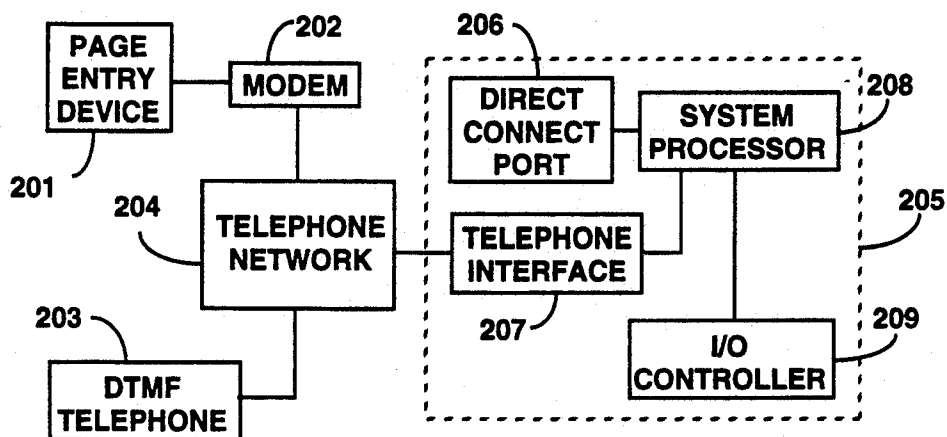 PAGE
ENTRY
DEVICE
201
202
MODEM
204
TELEPHONE
NETWORK
203
DTMF
TELEPHONE
206
DIRECT
CONNECT
PORT
208
SYSTEM
PROCESSOR
205
TELEPHONE
INTERFACE
207
209
I/O
CONTROLLER